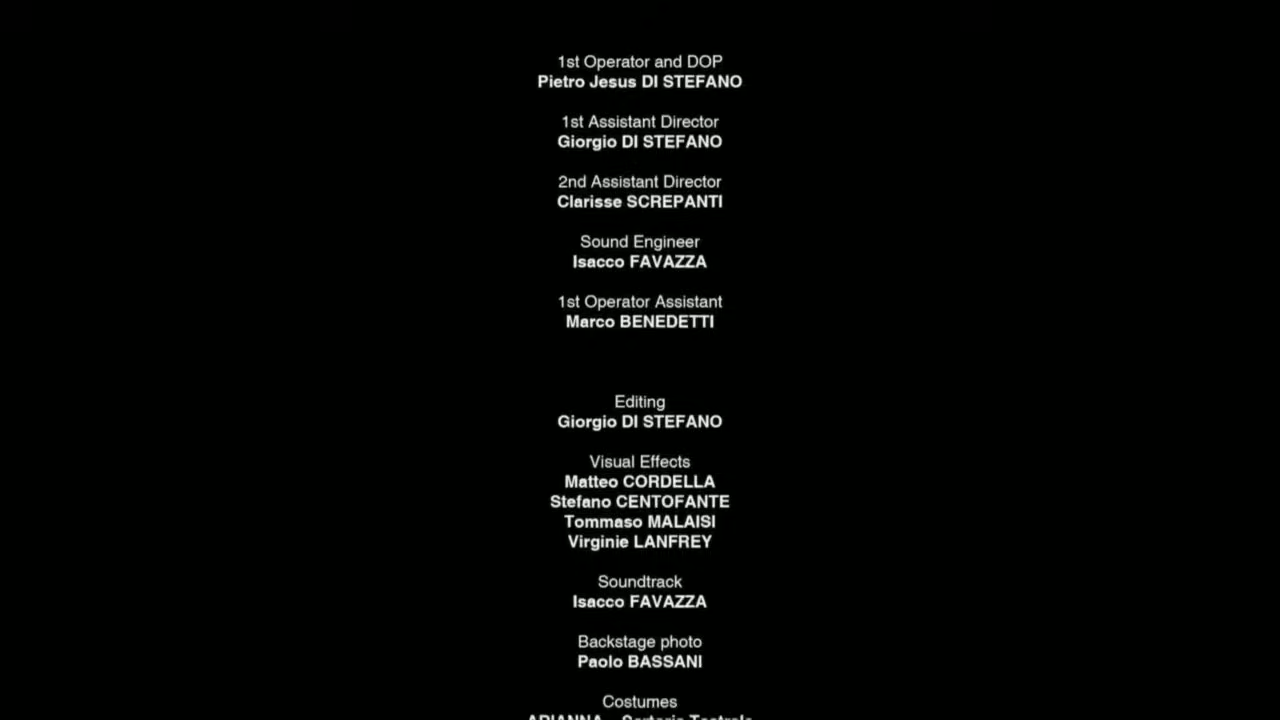 1st Operator and DOP
Pietro Jesus DI STEFANO
1st Assistant Director
Giorgio DI STEFANO
2nd Assistant Director
Clarisse SCREPANTI
Sound Engineer
Isacco FAVAZZA
1st Operator Assistant
Marco BENEDETTI
Editing
Giorgio DI STEFANO
Visual Effects
Matteo CORDELLA
Stefano CENTOFANTE
Tommaso MALAISI
Virginie LANFREY
Soundtrack
Isacco FAVAZZA
Backstage photo
Paolo BASSANI
Costumes